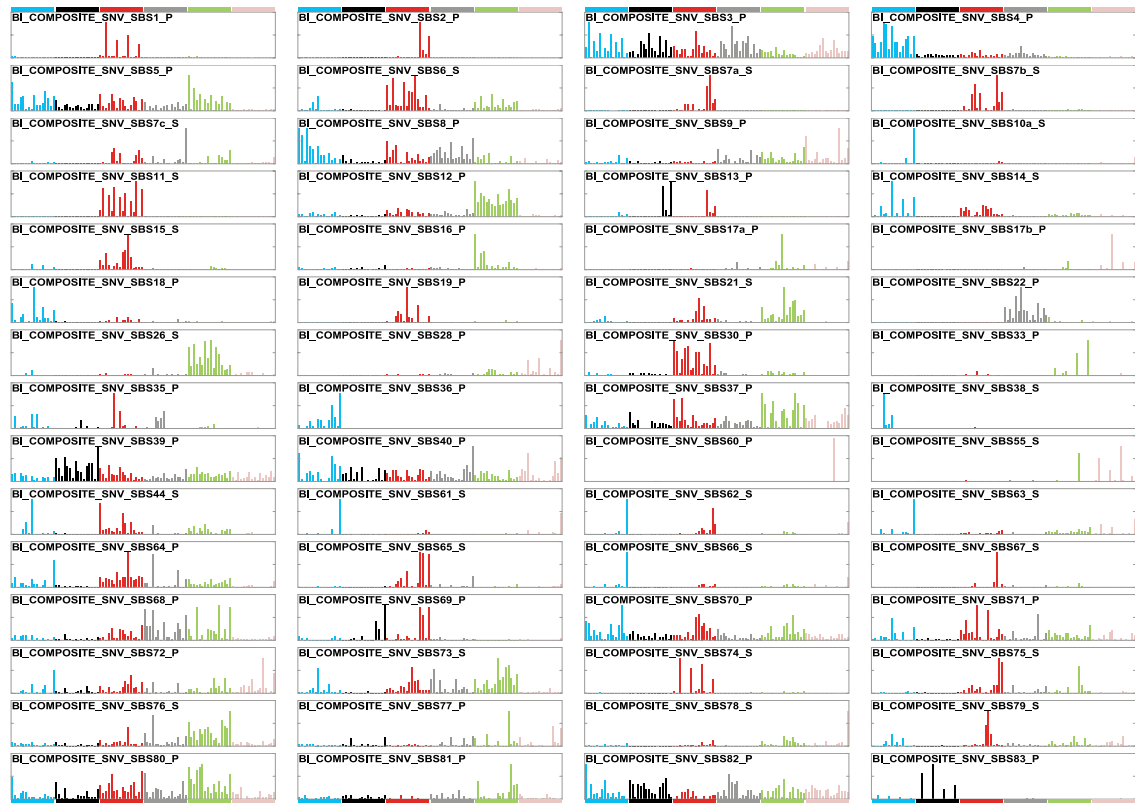 BI_COMPOSITE_SNV_SBS1_P
BI_COMPOSITE_SNV_SBS2_P
BI_COMPOSITE_SNV_SBS3_P
BI_COMPOSITE_SNV_SBS4_P
BI_COMPOSITE_SNV_SBS5_P
BI_COMPOSITE_SNV_SBS6_S
BI_COMPOSITE_SNV_SBS7a_S
BI_COMPOSITE_SNV_SBS7b_S
BI_COMPOSITE_SNV_SBS7c_S
BI_COMPOSITE_SNV_SBS8_P
BI_COMPOSITE_SNV_SBS9_P
BI_COMPOSITE_SNV_SBS10a_S
BI_COMPOSITE_SNV_SBS11_S
BI_COMPOSITE_SNV_SBS12_P
BI_COMPOSITE_SNV_SBS13_P
BI_COMPOSITE_SNV_SBS14_S
BI_COMPOSITE_SNV_SBS15_S
BI_COMPOSITE_SNV_SBS16_P
BI_COMPOSITE_SNV_SBS17a_P
BI_COMPOSITE_SNV_SBS17b_P
BI_COMPOSITE_SNV_SBS18_P
BI_COMPOSITE_SNV_SBS19_P
BI_COMPOSITE_SNV_SBS21_S
BI_COMPOSITE_SNV_SBS22_P
BI_COMPOSITE_SNV_SBS26_S
BI_COMPOSITE_SNV_SBS28_P
BI_COMPOSITE_SNV_SBS30_P
BI_COMPOSITE_SNV_SBS33_P
BI_COMPOSITE_SNV_SBS35_P
BI_COMPOSITE_SNV_SBS36_P
BI_COMPOSITE_SNV_SBS37_P
BI_COMPOSITE_SNV_SBS38_S
BI_COMPOSITE_SNV_SBS39_P
BI_COMPOSITE_SNV_SBS40_P
BI_COMPOSITE_SNV_SBS60_P
BI_COMPOSITE_SNV_SBS55_S
BI_COMPOSITE_SNV_SBS44_S
BI_COMPOSITE_SNV_SBS61_S
BI_COMPOSITE_SNV_SBS62_S
BI_COMPOSITE_SNV_SBS63_S
BI_COMPOSITE_SNV_SBS64_P
BI_COMPOSITE_SNV_SBS65_S
BI_COMPOSITE_SNV_SBS66_S
BI_COMPOSITE_SNV_SBS67_S
BI_COMPOSITE_SNV_SBS68_P
BI_COMPOSITE_SNV_SBS69_P
BI_COMPOSITE_SNV_SBS70_P
BI_COMPOSITE_SNV_SBS71_P
BI_COMPOSITE_SNV_SBS72_P
BI_COMPOSITE_SNV_SBS73_S
BI_COMPOSITE_SNV_SBS74_S
BI_COMPOSITE_SNV_SBS75_S
BI_COMPOSITE_SNV_SBS76_S
BI_COMPOSITE_SNV_SBS77_P
BI_COMPOSITE_SNV_SBS78_S
BI_COMPOSITE_SNV_SBS79_S
BI_COMPOSITE_SNV_SBS80_P
BI_COMPOSITE_SNV_SBS81_P
BI_COMPOSITE_SNV_SBS82_P
BI_COMPOSITE_SNV_SBS83_P